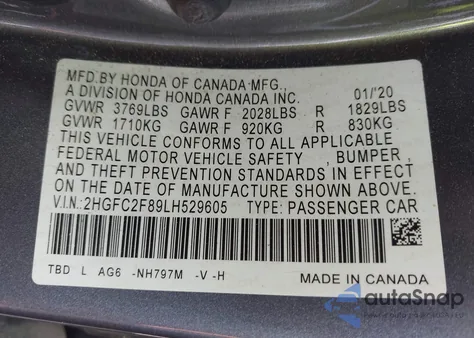 MFD.BY HONDA OF CANADA MFG.,
A DIVISION OF HONDA CANADA INC. 01/'20
GVWR 3769LBS GAWR F 2028LBS R 1829LBS
GVWR 1710KG GAWR F 920KG R 830KG
THIS VEHICLE CONFORMS TO ALL APPLICABLE
FEDERAL MOTOR VEHICLE SAFETY , BUMPER ,
AND THEFT PREVENTION STANDARDS IN EFFECT
ON THE DATE OF MANUFACTURE SHOWN ABOVE.
V.I.N.:2HGFC2F89LH529605 TYPE: PASSENGER CAR
TBD L AG6 -NH797M -V -H
MADE IN CANADA
autoSnap